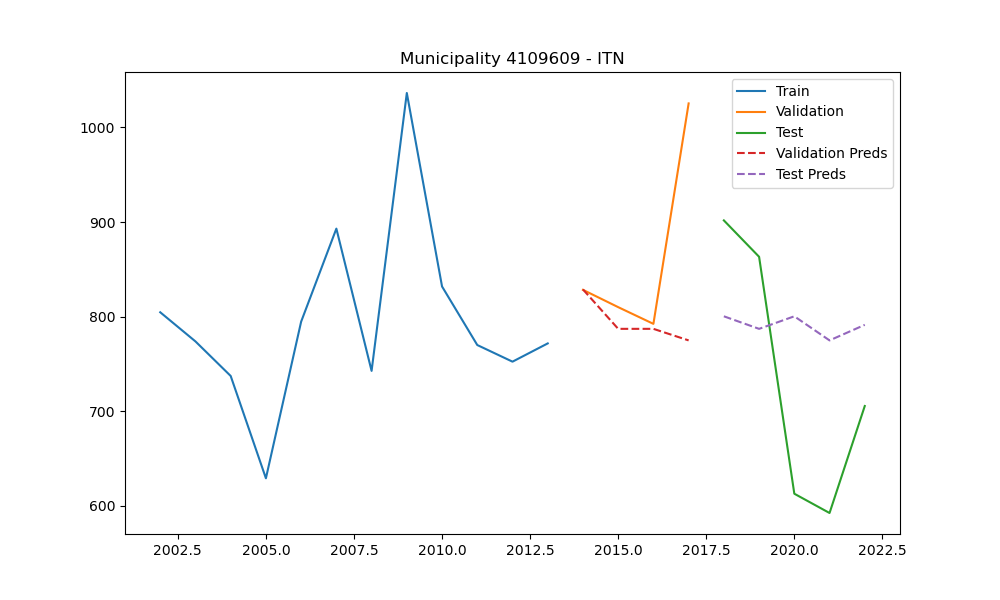 Municipality 4109609 - ITN
Train
Validation
Test
Validation Preds
Test Preds
1000
900
800
700
600
2002.5 2005.0 2007.5 2010.0 2012.5 2015.0 2017.5 2020.0 2022.5